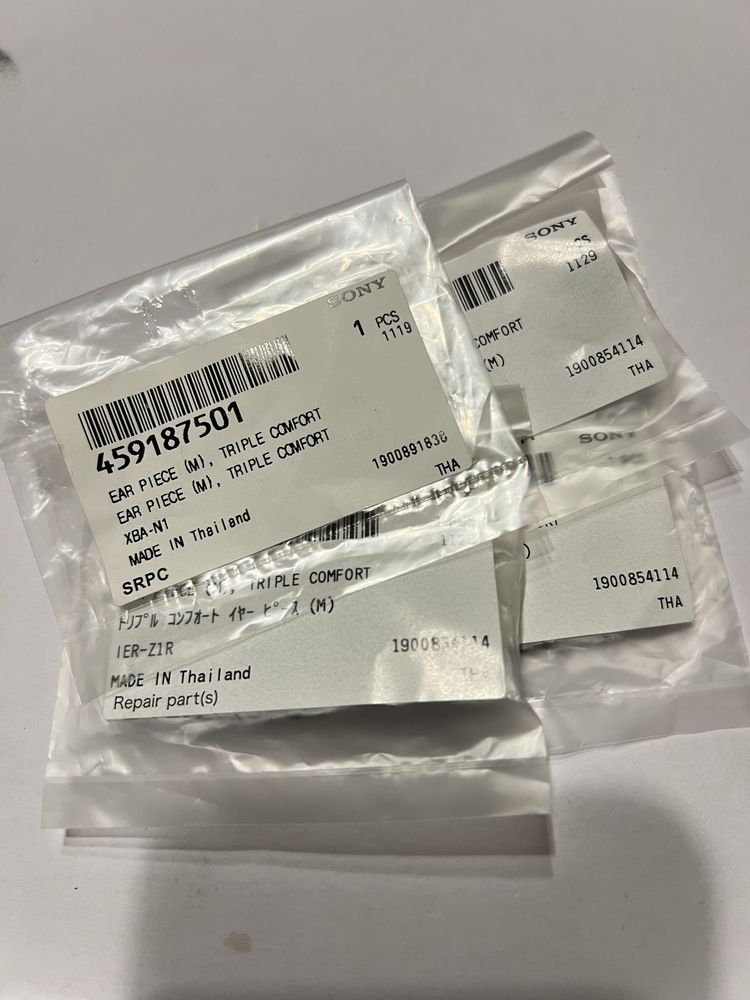 SONY
1 PCS
1119
459187501
EAR PIECE (M), TRIPLE COMFORT
EAR PIECE (M), TRIPLE COMFORT
1900891838
XBA-N1
THA
MADE IN Thailand
SRPC
SONY
1129
COMFORT
(M)
1900854114
THA
SONY
1900854114
THA
TRIPLE COMFORT
トリプル コンフォート イヤー ピース (M)
IER-Z1R
1900854114
MADE IN Thailand
Repair part(s)